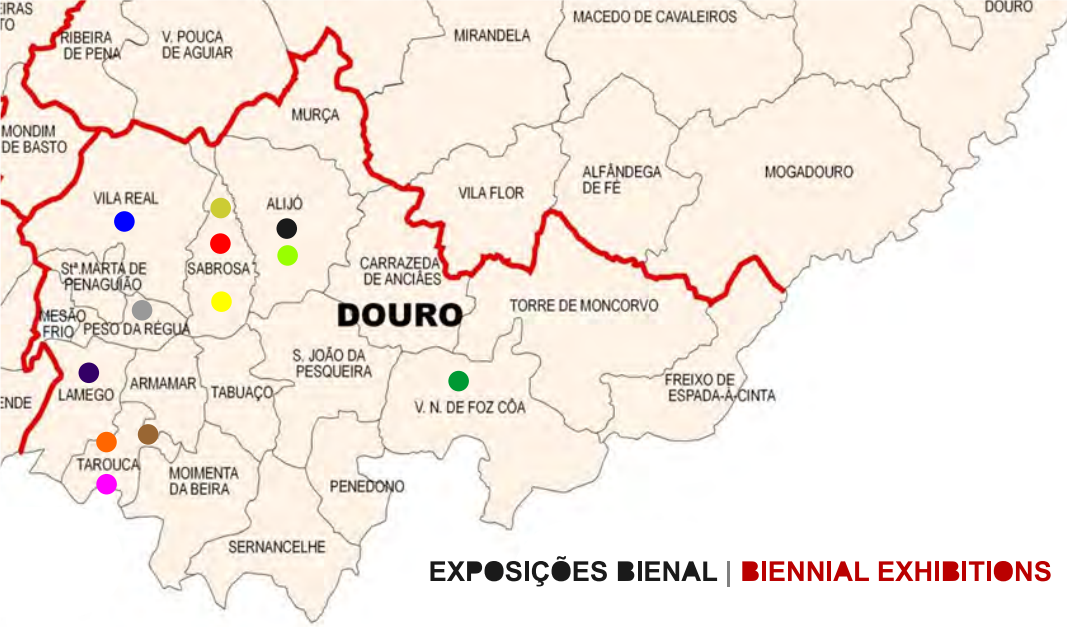 EIRAS
TO
RIBEIRA
DE PENA
V. POUCA
DE AGUIAR
MIRANDELA
MACEDO DE CAVALEIROS
DOURO
MURÇA
MONDIM
DE BASTO
VILA REAL
ALIJÓ
VILA FLOR
ALFÂNDEGA
DE FÉ
MOGADOURO
Stª.MARTA DE
PENAGUIÃO
SABROSA
CARRAZEDA
DE ANCIÃES
MESÃO
FRIO
PESO DA RÉGUA
DOURO
TORRE DE MONCORVO
S. JOÃO DA
PESQUEIRA
ENDE
LAMEGO
ARMAMAR
TABUAÇO
V. N. DE FOZ CÔA
FREIXO DE
ESPADA-À-CINTA
TAROUCA
MOIMENTA
DA BEIRA
PENEDONO
SERNANCELHE
EXPOSIÇÕES BIENAL | BIENNIAL EXHIBITIONS